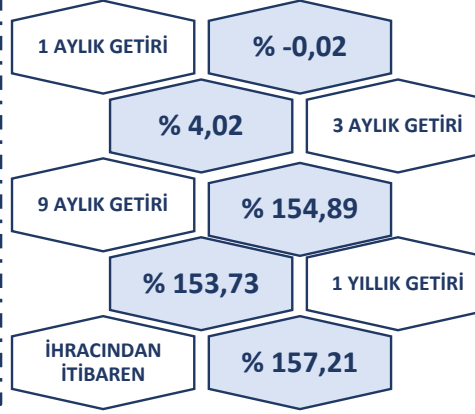 1 AYLIK GETİRİ
% -0,02
% 4,02
3 AYLIK GETİRİ
9 AYLIK GETİRİ
% 154,89
% 153,73
1 YILLIK GETİRİ
İHRACINDAN
İTİBAREN
% 157,21